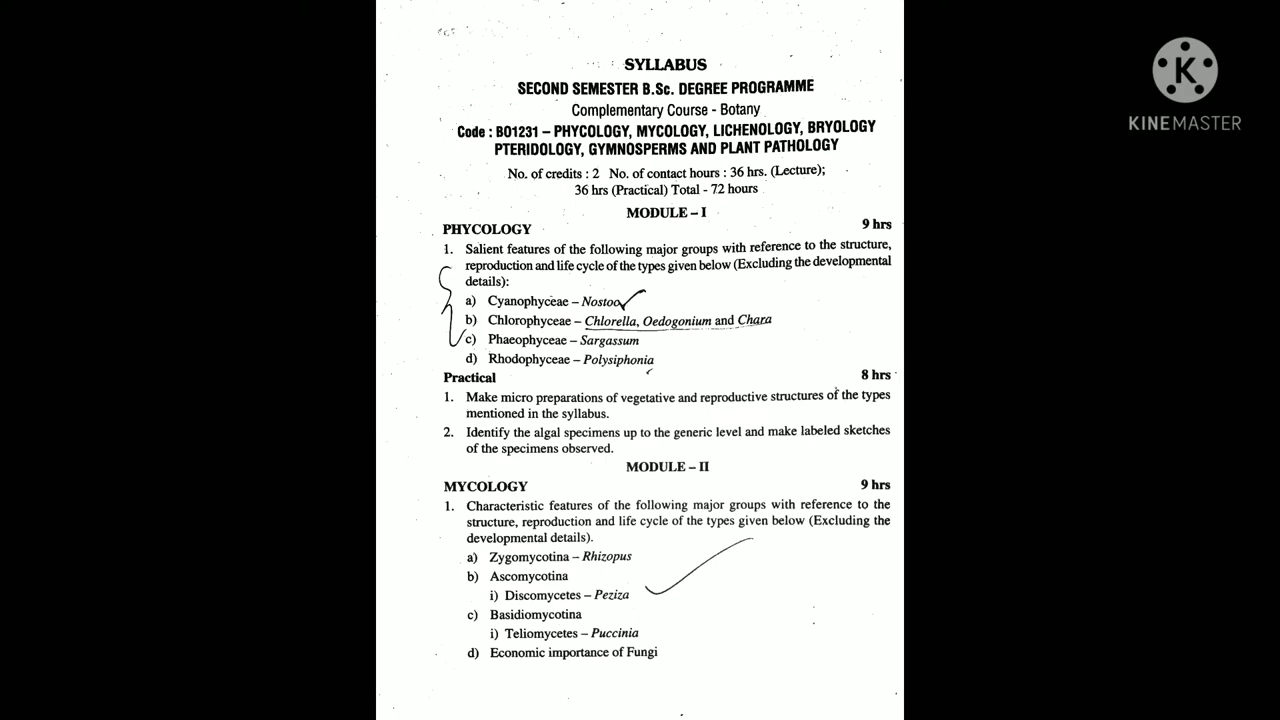 SYLLABUS
SECOND SEMESTER B.Sc. DEGREE PROGRAMME
Complementary Course - Botany
Code : BO1231 – PHYCOLOGY, MYCOLOGY, LICHENOLOGY, BRYOLOGY
PTERIDOLOGY, GYMNOSPERMS AND PLANT PATHOLOGY
No. of credits : 2 No. of contact hours : 36 hrs. (Lecture);
36 hrs (Practical) Total - 72 hours
MODULE – I
PHYCOLOGY 9 hrs
1. Salient features of the following major groups with reference to the structure,
reproduction and life cycle of the types given below (Excluding the developmental
details):
a) Cyanophyceae – Nostoc
b) Chlorophyceae – Chlorella, Oedogonium and Chara
c) Phaeophyceae – Sargassum
d) Rhodophyceae – Polysiphonia
Practical 8 hrs
1. Make micro preparations of vegetative and reproductive structures of the types
mentioned in the syllabus.
2. Identify the algal specimens up to the generic level and make labeled sketches
of the specimens observed.
MODULE – II
MYCOLOGY 9 hrs
1. Characteristic features of the following major groups with reference to the
structure, reproduction and life cycle of the types given below (Excluding the
developmental details).
a) Zygomycotina – Rhizopus
b) Ascomycotina
i) Discomycetes – Peziza
c) Basidiomycotina
i) Teliomycetes – Puccinia
d) Economic importance of Fungi
K
KINEMASTER